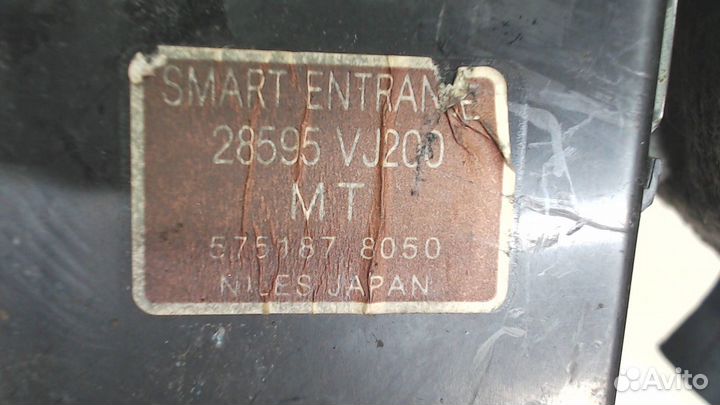 SMART ENTRANCE
28595 VJ200
MT
575187 8050
NILES JAPAN
Avito